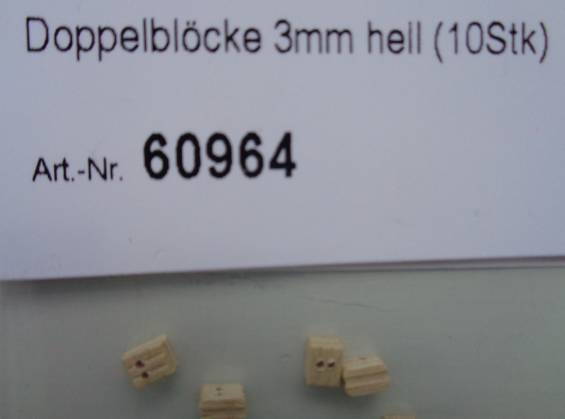 Doppelblöcke 3mm hell (10Stk)
Art.-Nr. 60964